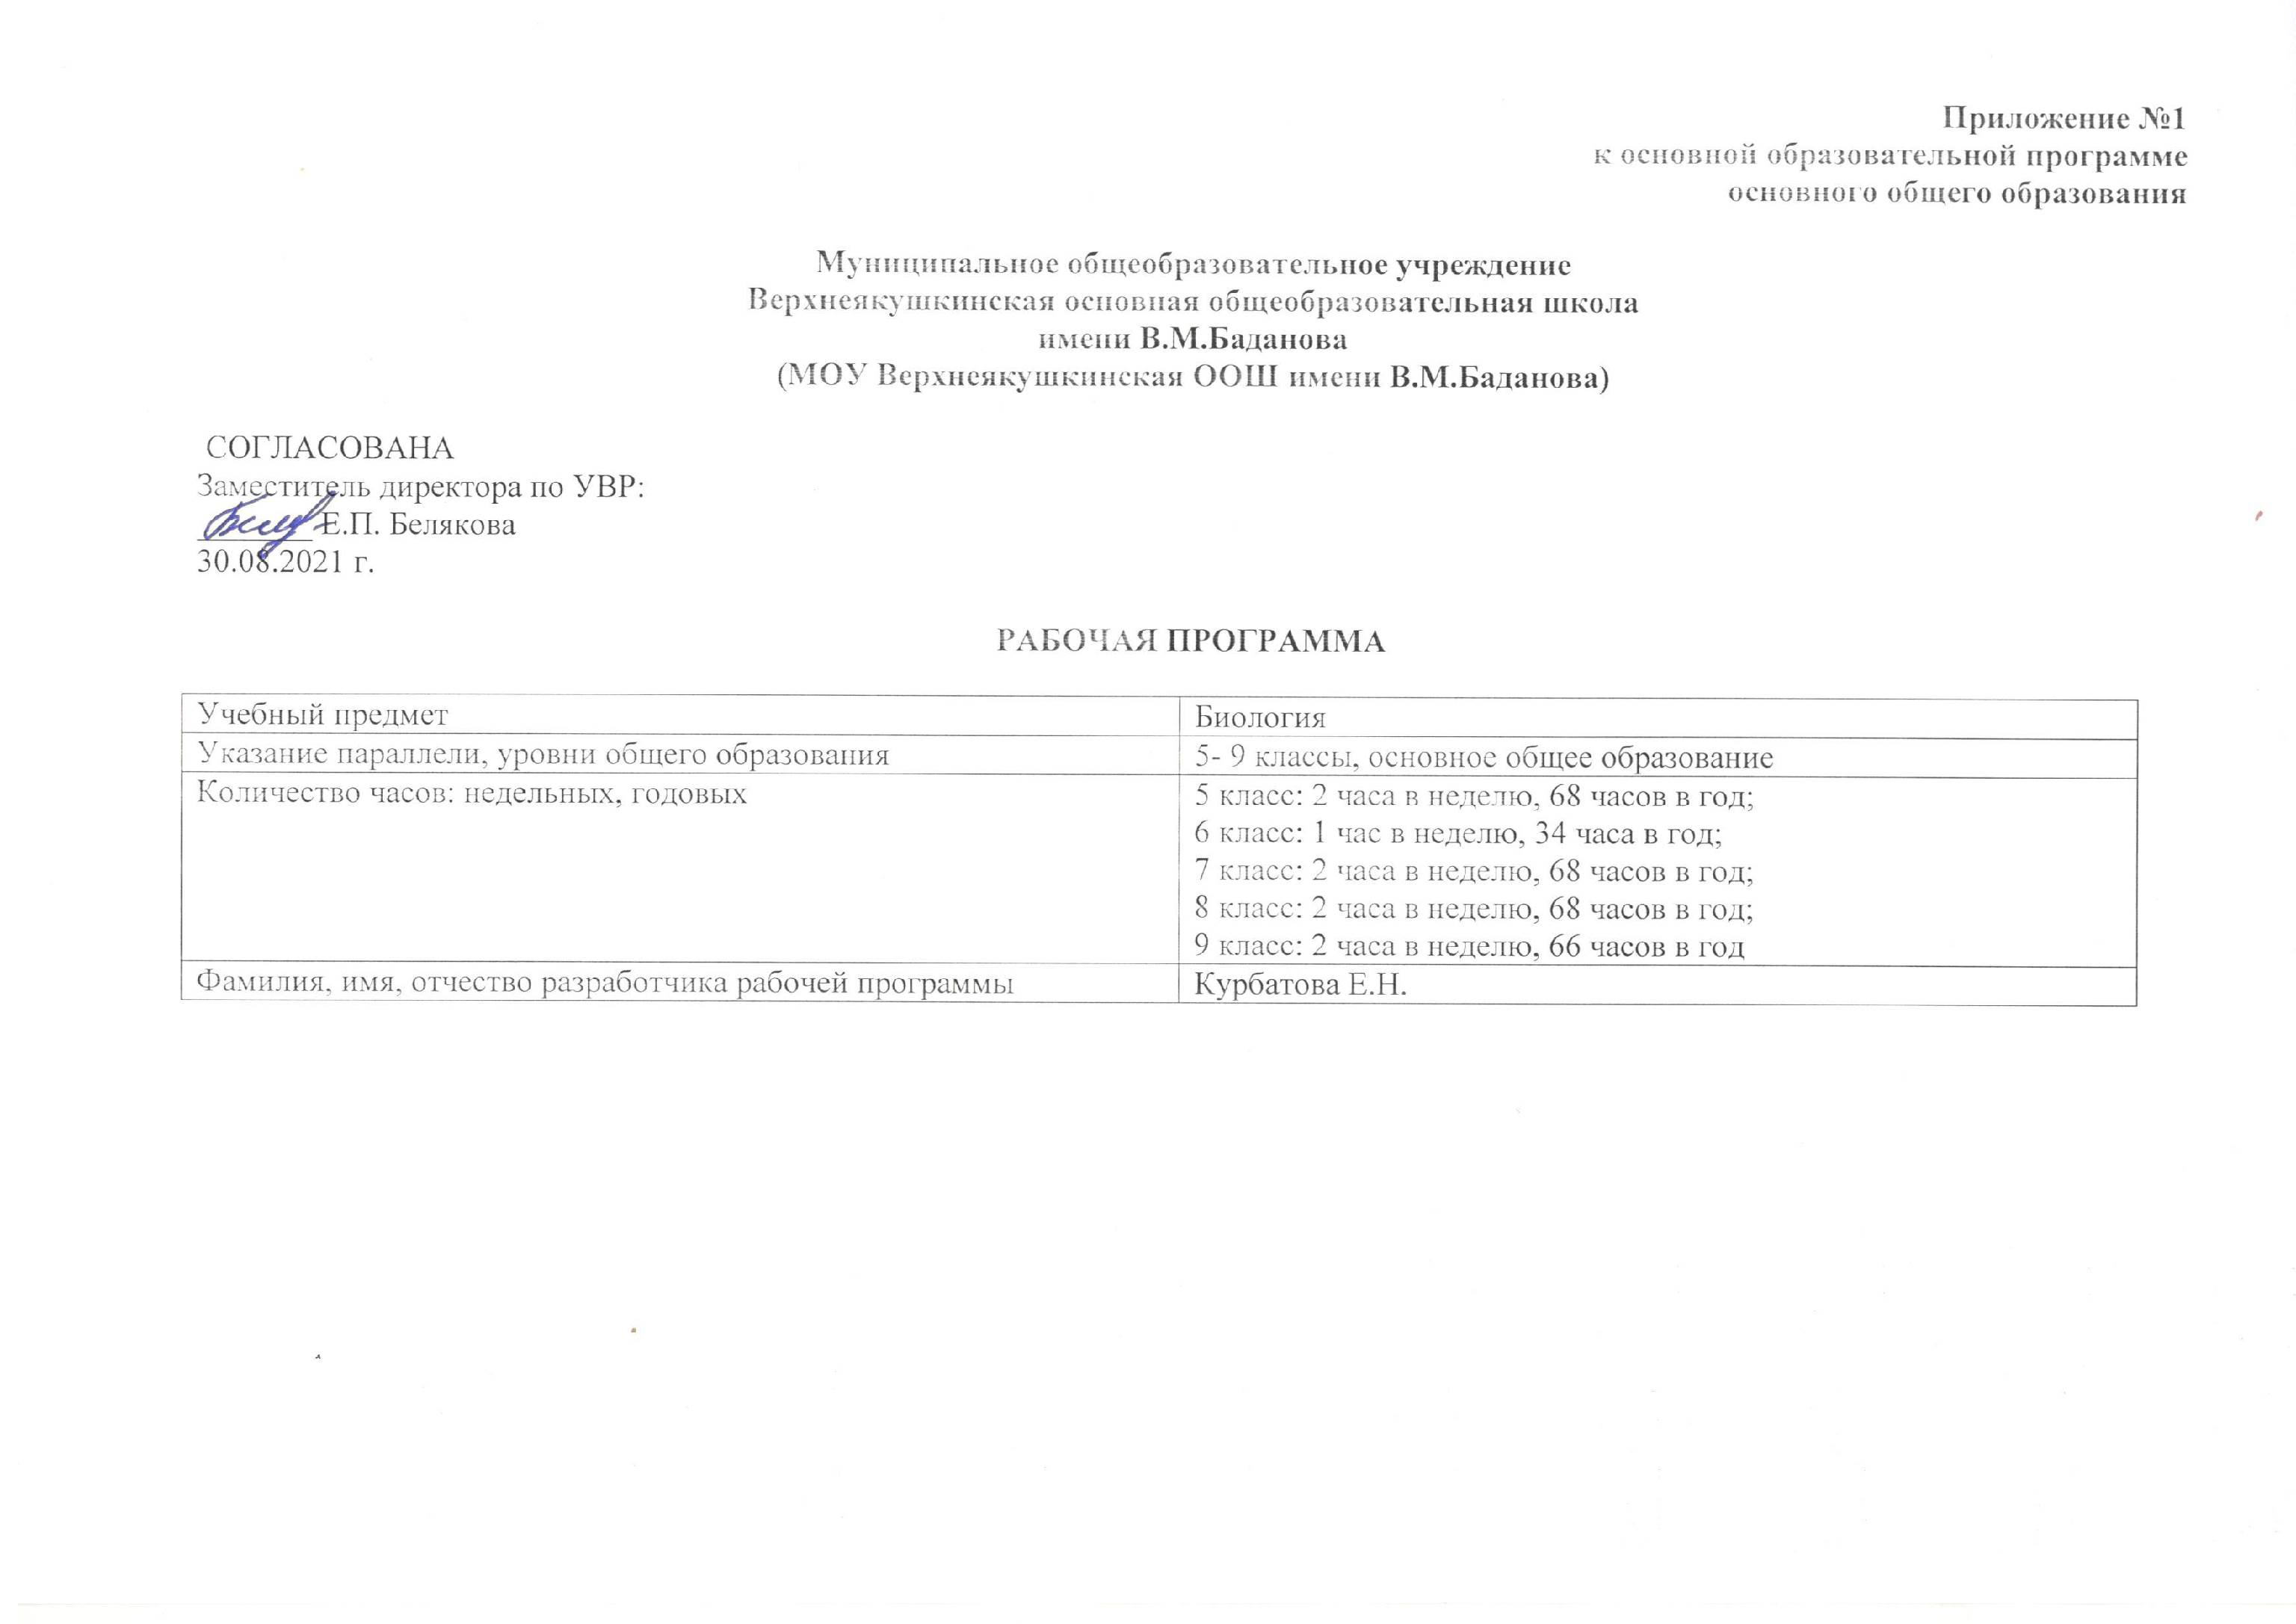 Приложение №1
к основной образовательной программе
основного общего образования
Муниципальное общеобразовательное учреждение
Верхнеякушкинская основная общеобразовательная школа
имени В.М.Баданова
(МОУ Верхнеякушкинская ООШ имени В.М.Баданова)
СОГЛАСОВАНА
Заместитель директора по УВР:
Е.П. Белякова
30.08.2021 г.
РАБОЧАЯ ПРОГРАММА
Учебный предмет Биология
Указание параллели, уровни общего образования 5- 9 классы, основное общее образование
Количество часов: недельных, годовых 5 класс: 2 часа в неделю, 68 часов в год;
6 класс: 1 час в неделю, 34 часа в год;
7 класс: 2 часа в неделю, 68 часов в год;
8 класс: 2 часа в неделю, 68 часов в год;
9 класс: 2 часа в неделю, 66 часов в год
Фамилия, имя, отчество разработчика рабочей программы Курбатова Е.Н.